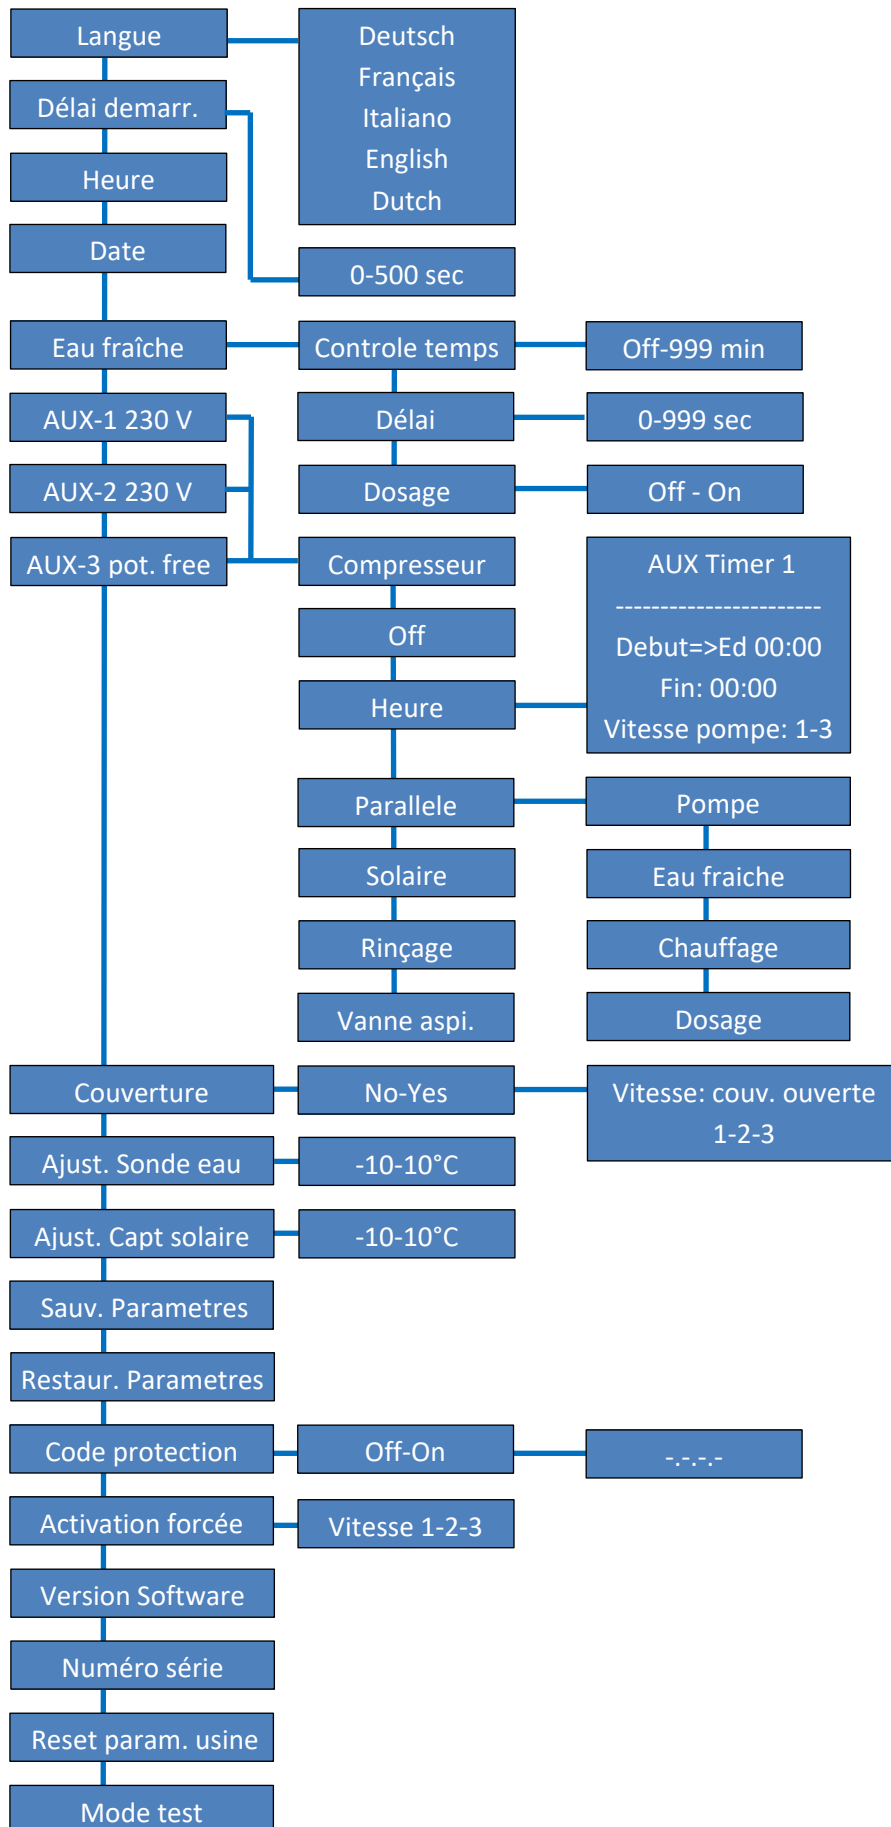 Langue
Deutsch
Français
Italiano
English
Dutch
Délai demarr.
Heure
Date
0-500 sec
Eau fraîche
Controle temps
Off-999 min
AUX-1 230 V
Délai
0-999 sec
AUX-2 230 V
Dosage
Off - On
AUX-3 pot. free
Compresseur
AUX Timer 1
-----------------------
Debut=>Ed 00:00
Fin: 00:00
Vitesse pompe: 1-3
Off
Heure
Parallele
Pompe
Solaire
Eau fraiche
Rinçage
Chauffage
Vanne aspi.
Dosage
Couverture
No-Yes
Vitesse: couv. ouverte
1-2-3
Ajust. Sonde eau
-10-10°C
Ajust. Capt solaire
-10-10°C
Sauv. Parametres
Restaur. Parametres
Code protection
Off-On
-.-.-.-
Activation forcée
Vitesse 1-2-3
Version Software
Numéro série
Reset param. usine
Mode test